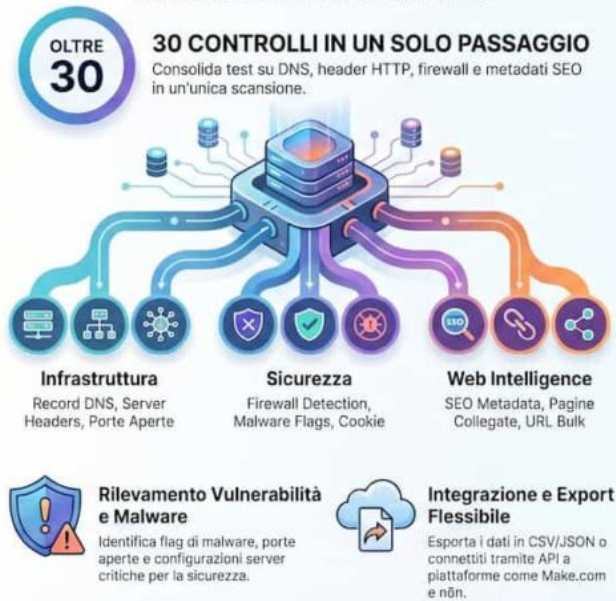 OLTRE
30
30 CONTROLLI IN UN SOLO PASSAGGIO
Consolida test su DNS, header HTTP, firewall e metadati SEO
in un'unica scansione.
SSO
Infrastruttura
Record DNS, Server
Headers, Porte Aperte
Sicurezza
Firewall Detection,
Malware Flags, Cookie
Web Intelligence
SEO Metadata, Pagine
Collegate, URL Bulk
Rilevamento Vulnerabilità
e Malware
Identifica flag di malware, porte
aperte e configurazioni server
critiche per la sicurezza.
Integrazione e Export
Flessibile
Esporta i dati in CSV/JSON o
connettiti tramite API a
piattaforme come Make.com
e nōn.